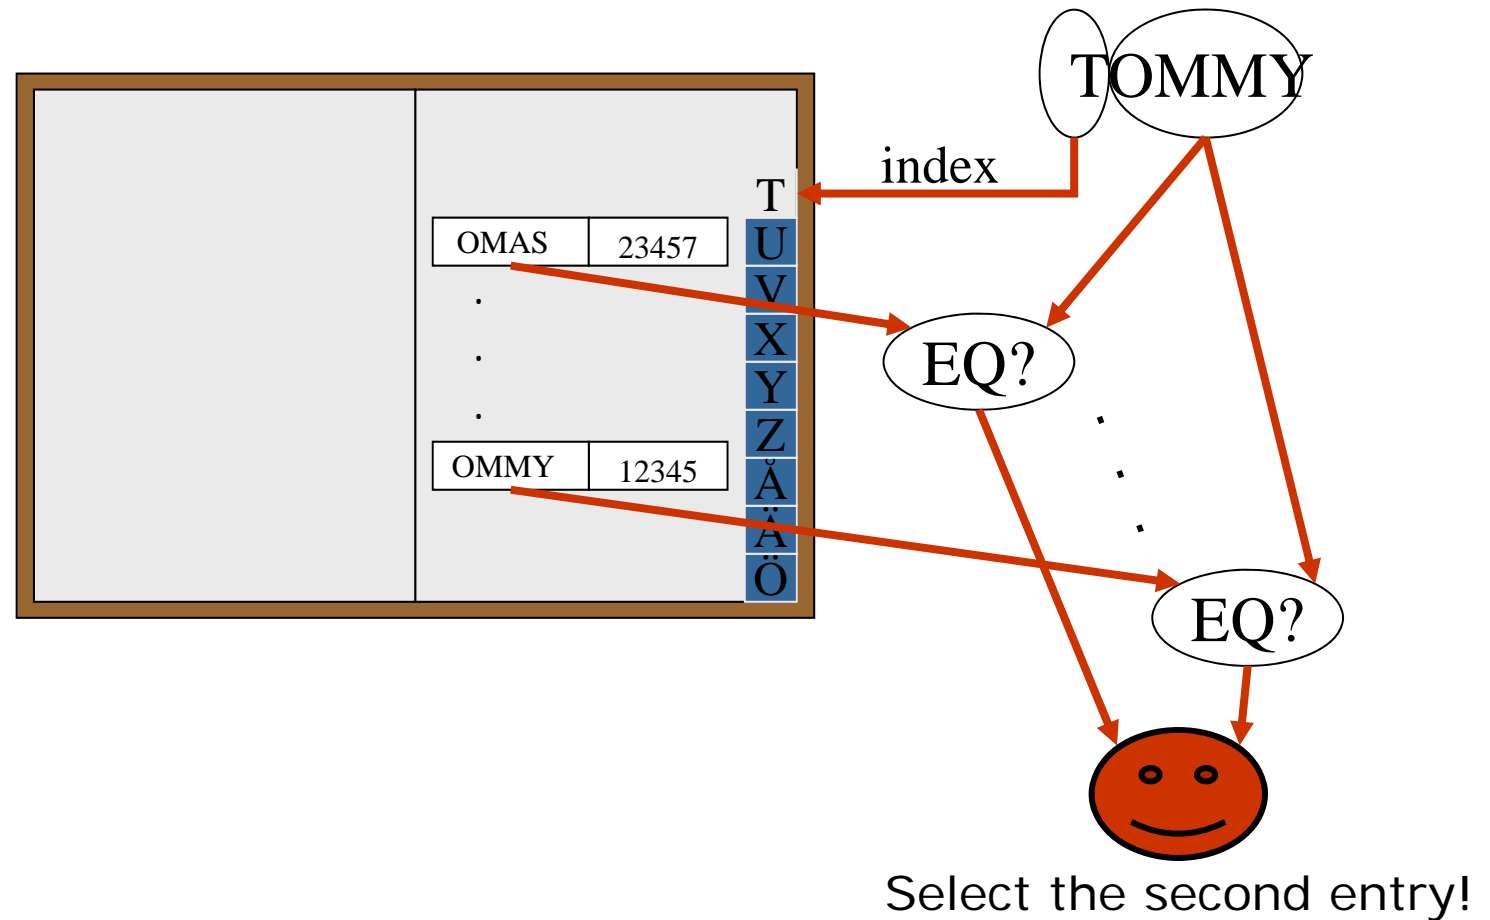 TOMMY
index
T
OMAS 23457
U
V
X
EQ?
Y
Z
OMMY 12345
Å
Ä
Ö
EQ?
Select the second entry!